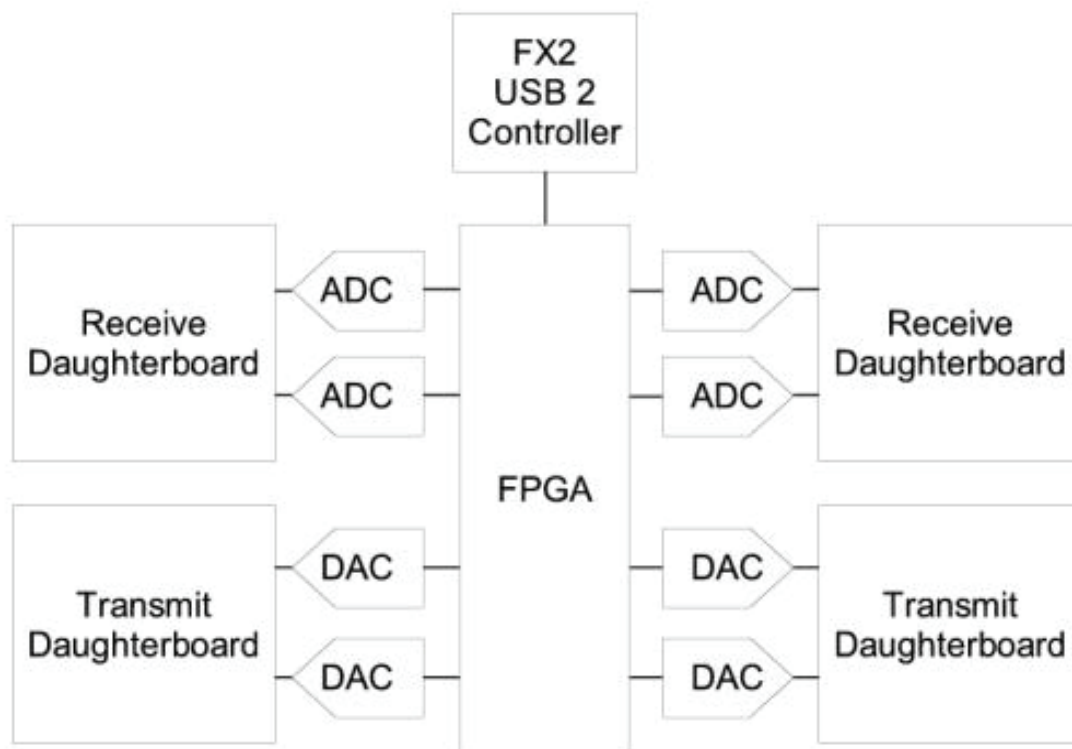 FX2
USB 2
Controller
Receive
Daughterboard
ADC
ADC
ADC
ADC
Receive
Daughterboard
FPGA
Transmit
Daughterboard
DAC
DAC
DAC
DAC
Transmit
Daughterboard